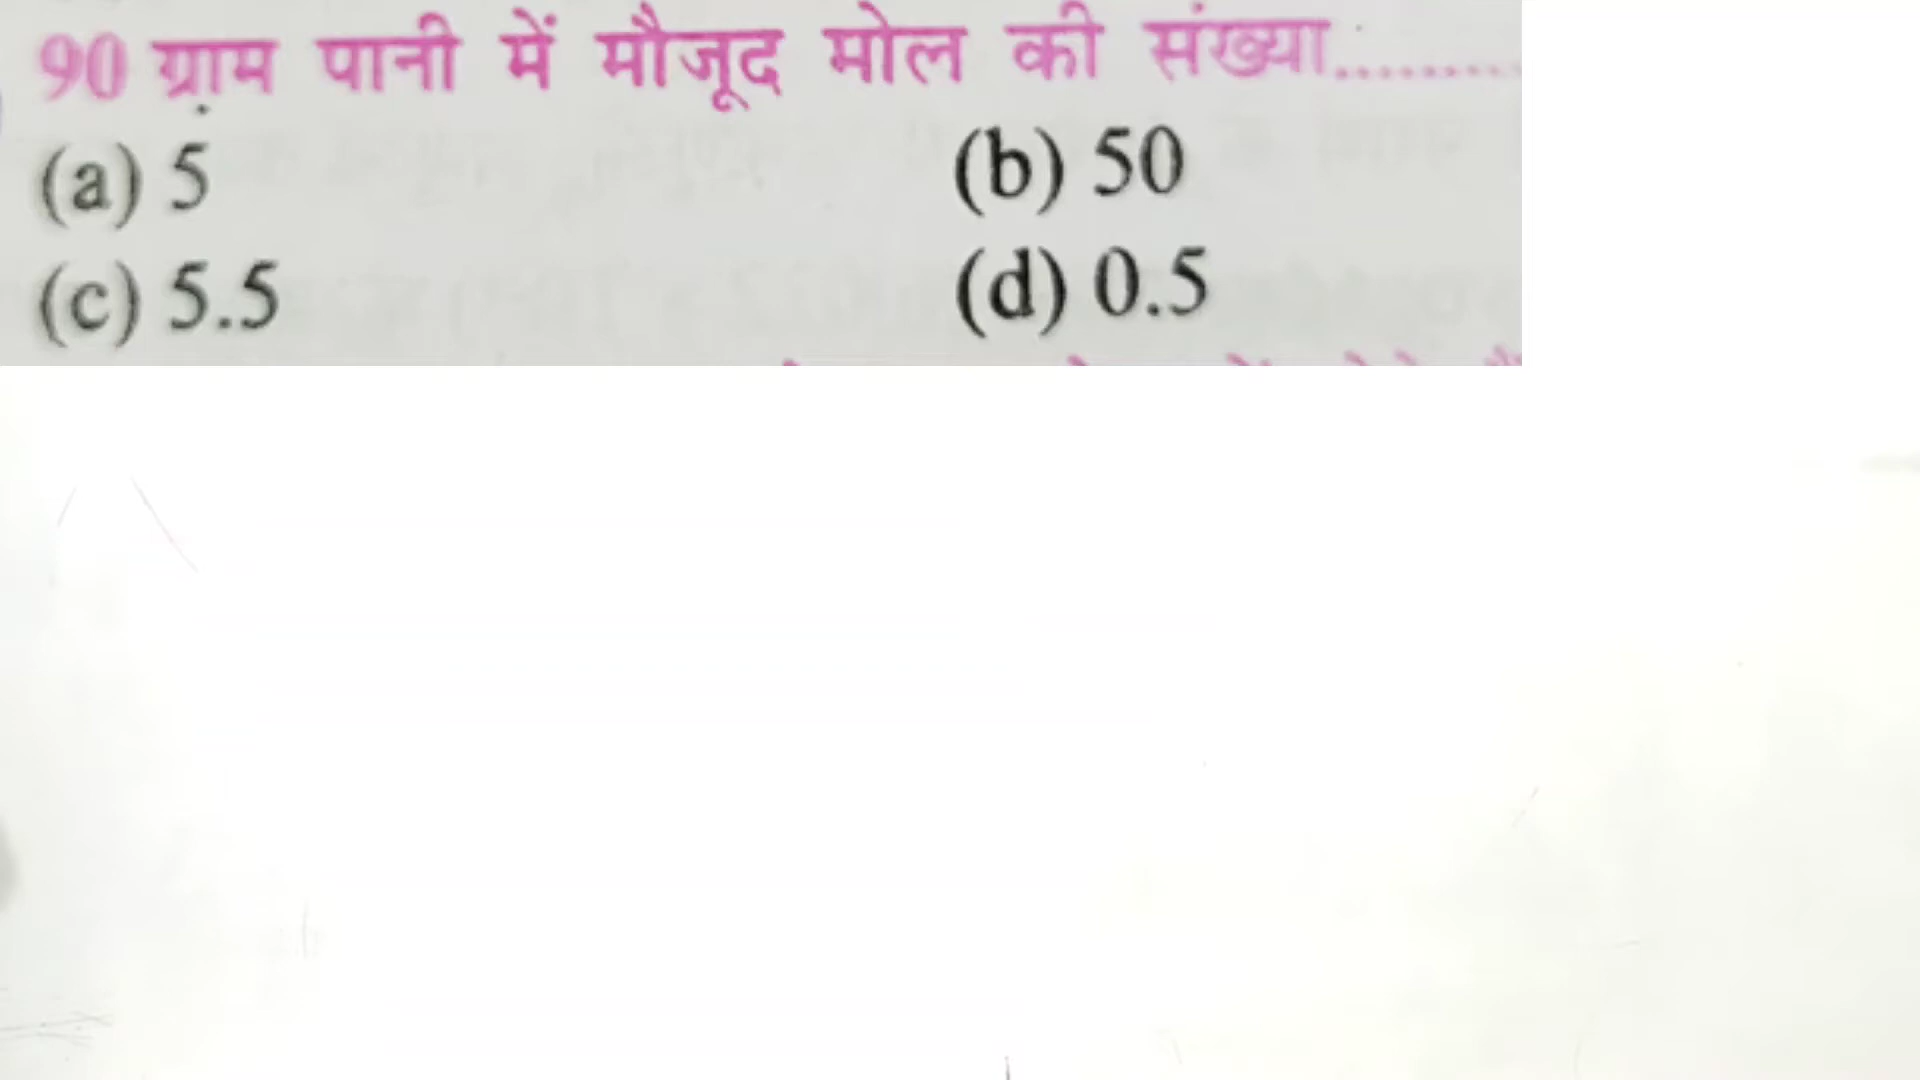 90 ग्राम पानी में मौजूद मोल की संख्या.........
(a) 5
(b) 50
(c) 5.5
(d) 0.5